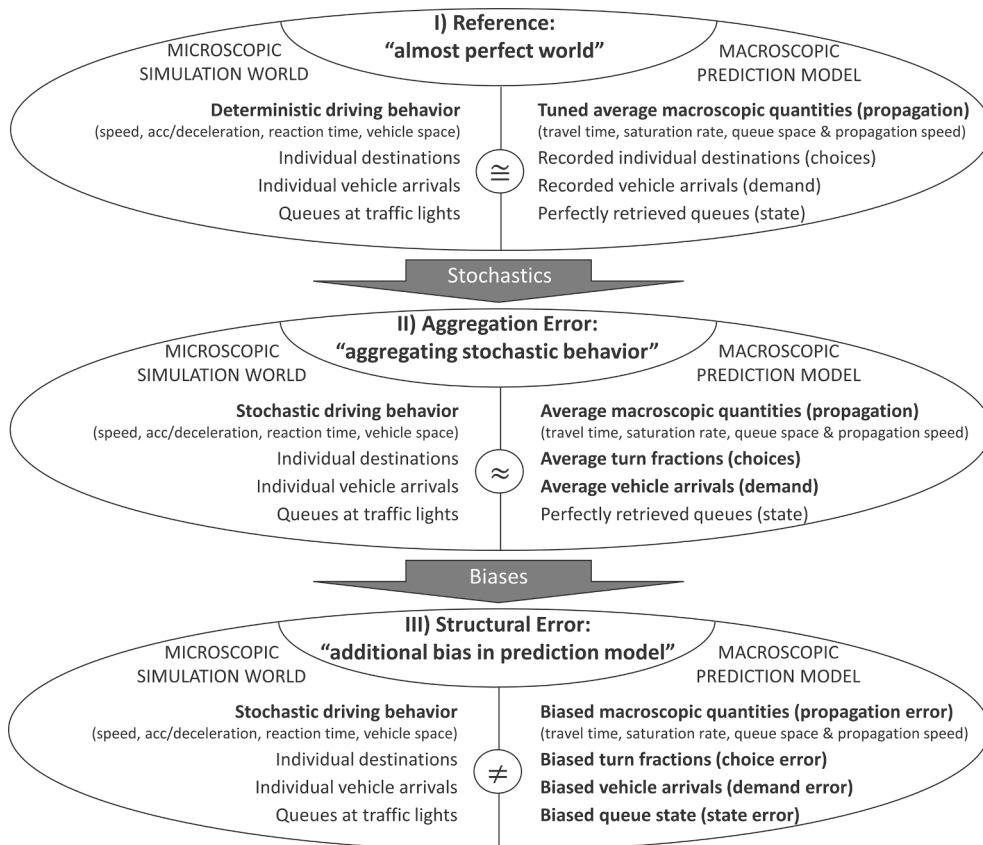 I) Reference:
“almost perfect world”
MICROSCOPIC
SIMULATION WORLD
MACROSCOPIC
PREDICTION MODEL
Deterministic driving behavior
(speed, acc/deceleration, reaction time, vehicle space)
Individual destinations
Individual vehicle arrivals
Queues at traffic lights
≅
Tuned average macroscopic quantities (propagation)
(travel time, saturation rate, queue space & propagation speed)
Recorded individual destinations (choices)
Recorded vehicle arrivals (demand)
Perfectly retrieved queues (state)
Stochastics
II) Aggregation Error:
“aggregating stochastic behavior”
MICROSCOPIC
SIMULATION WORLD
MACROSCOPIC
PREDICTION MODEL
Stochastic driving behavior
(speed, acc/deceleration, reaction time, vehicle space)
Individual destinations
Individual vehicle arrivals
Queues at traffic lights
≈
Average macroscopic quantities (propagation)
(travel time, saturation rate, queue space & propagation speed)
Average turn fractions (choices)
Average vehicle arrivals (demand)
Perfectly retrieved queues (state)
Biases
III) Structural Error:
“additional bias in prediction model”
MICROSCOPIC
SIMULATION WORLD
MACROSCOPIC
PREDICTION MODEL
Stochastic driving behavior
(speed, acc/deceleration, reaction time, vehicle space)
Individual destinations
Individual vehicle arrivals
Queues at traffic lights
≠
Biased macroscopic quantities (propagation error)
(travel time, saturation rate, queue space & propagation speed)
Biased turn fractions (choice error)
Biased vehicle arrivals (demand error)
Biased queue state (state error)